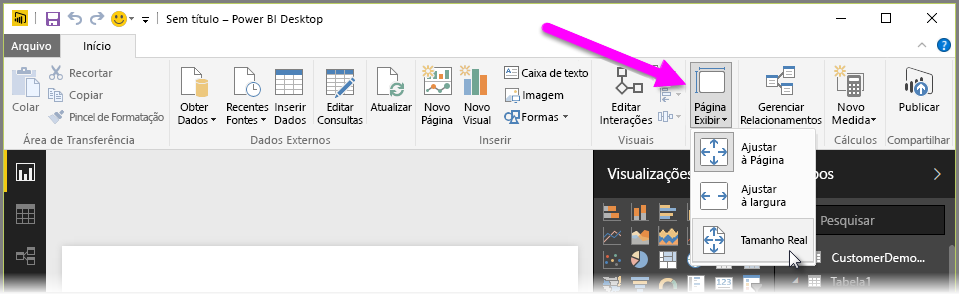 Sem título – Power BI Desktop
Arquivo
Início
Colar
Recortar
Copiar
Pincel de Formatação
Área de Transferência
Obter
Dados
Recentes
Fontes
Inserir
Dados
Editar
Consultas
Dados Externos
Atualizar
Novo
Página
Novo
Visual
Caixa de texto
Imagem
Formas
Inserir
Editar
Interações
Visuais
Página
Exibir
Gerenciar
Relacionamentos
Novo
Medida
Cálculos
Publicar
Compartilhar
Ajustar
à Página
Ajustar
à largura
Tamanho Real
Visualizações
pos
Pesquisar
CustomerDemo...
Tabela1